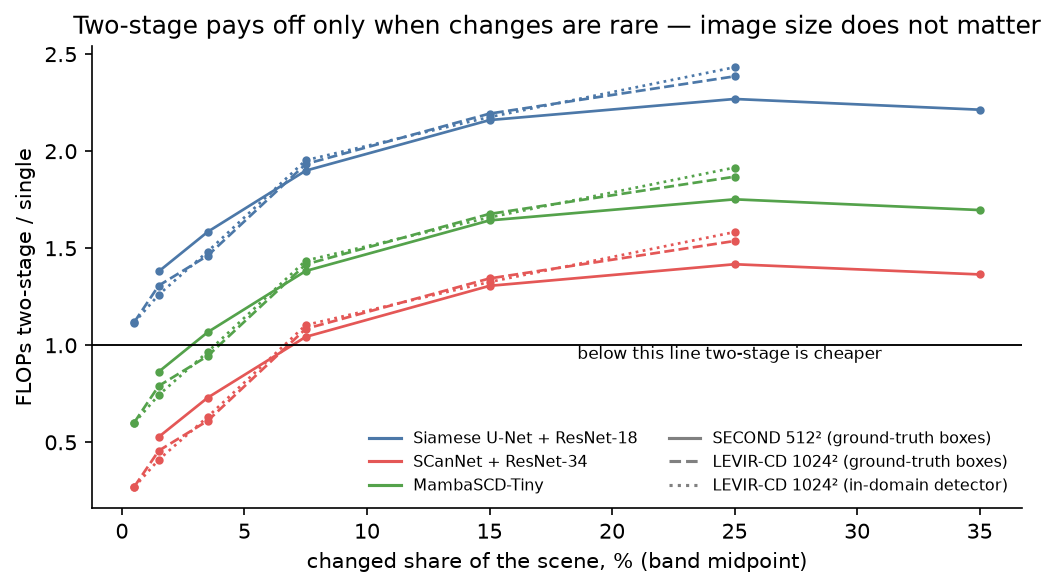 Two-stage pays off only when changes are rare — image size does not matter
FLOPs two-stage / single
2.5
2.0
1.5
1.0
0.5
below this line two-stage is cheaper
Siamese U-Net + ResNet-18
SCanNet + ResNet-34
MambaSCD-Tiny
SECOND 512² (ground-truth boxes)
LEVIR-CD 1024² (ground-truth boxes)
LEVIR-CD 1024² (in-domain detector)
0 5 10 15 20 25 30 35
changed share of the scene, % (band midpoint)